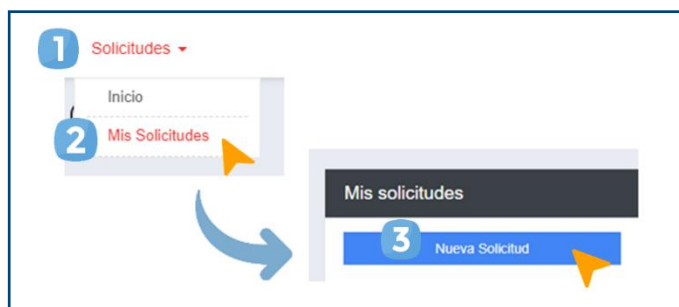 1 Solicitudes
Inicio
2 Mis Solicitudes
Mis solicitudes
3 Nueva Solicitud